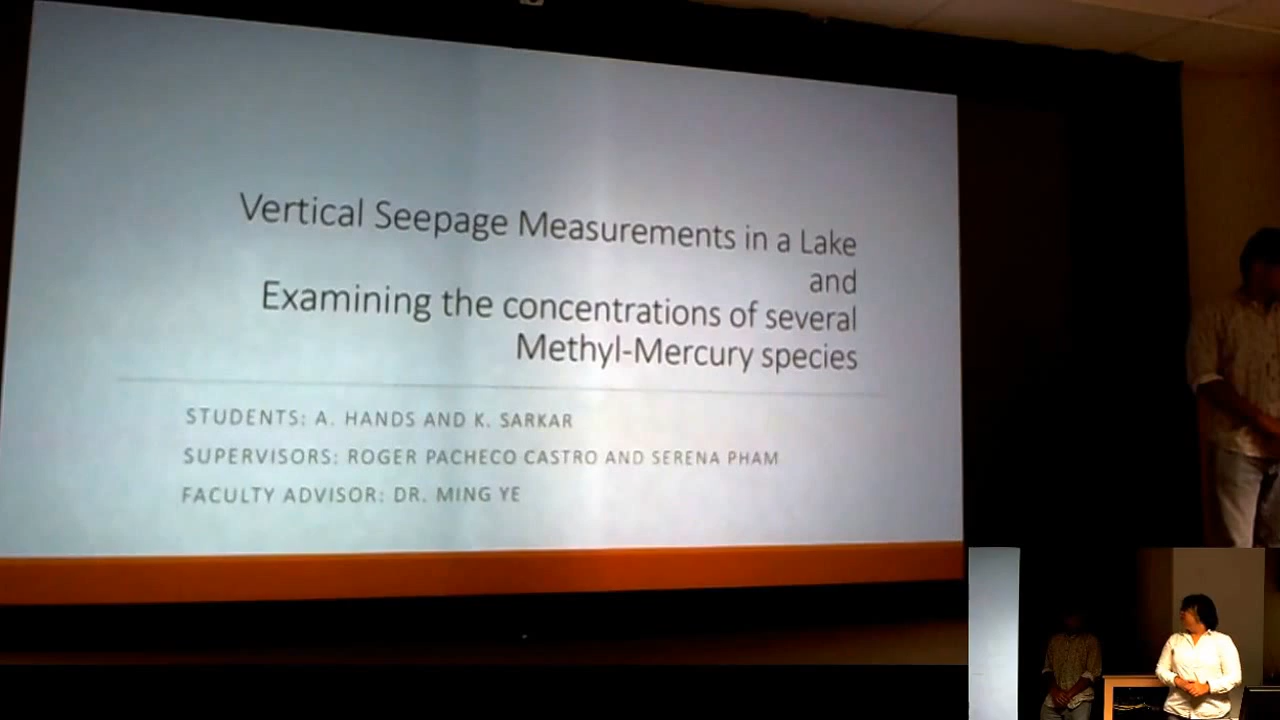 Vertical Seepage Measurements in a Lake
and
Examining the concentrations of several
Methyl-Mercury species
STUDENTS: A. HANDS AND K. SARKAR
SUPERVISORS: ROGER PACHECO CASTRO AND SERENA PHAM
FACULTY ADVISOR: DR. MING YE